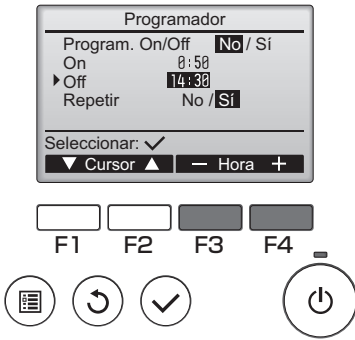 Programador
Program. On/Off No / Sí
On 0:50
Off 14:30
Repetir No / Sí
Seleccionar: ✓
▼ Cursor ▲ — Hora +
F1 F2 F3 F4